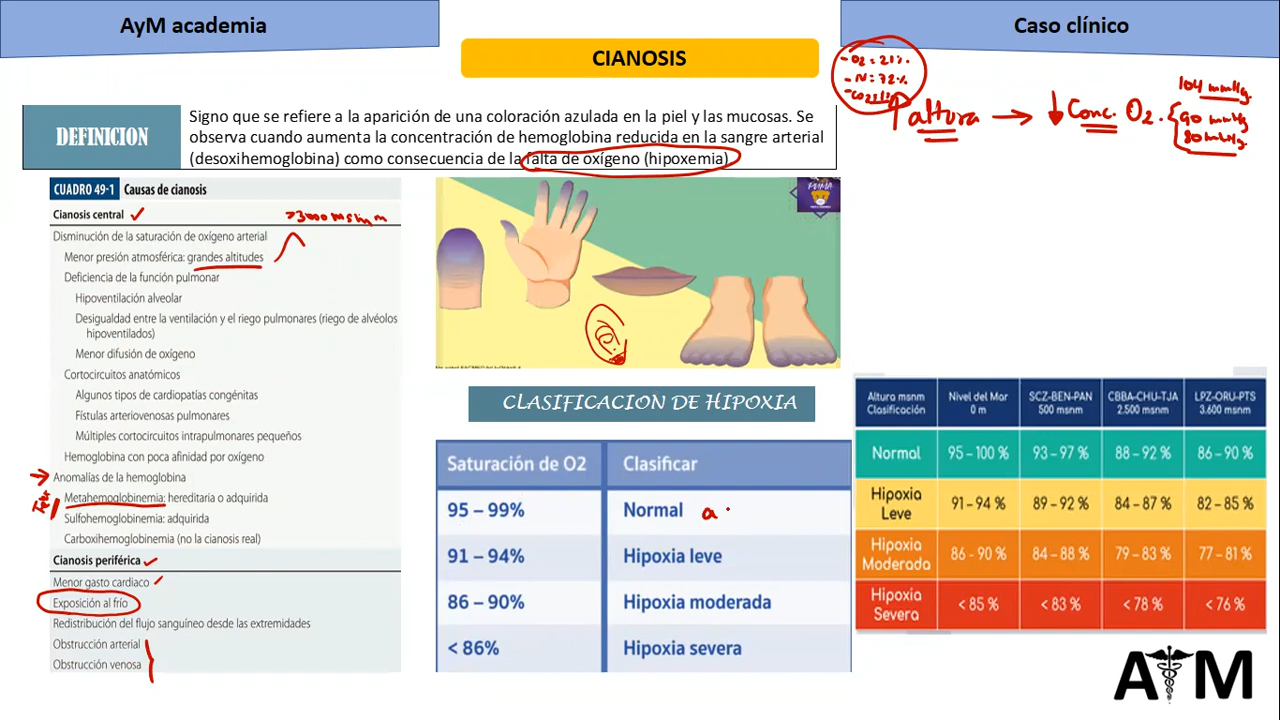 AyM academia
Caso clínico
CIANOSIS
- O2 = 21%
- N = 72%
↑ altura → ↓ Conc. O2.
104 mmHg.
90 mmHg
80 mmHg
DEFINICION
Signo que se refiere a la aparición de una coloración azulada en la piel y las mucosas. Se
observa cuando aumenta la concentración de hemoglobina reducida en la sangre arterial
(desoxihemoglobina) como consecuencia de la falta de oxígeno (hipoxemia)
CUADRO 49-1 Causas de cianosis
Cianosis central
>3000 msnm
Disminución de la saturación de oxígeno arterial
Menor presión atmosférica: grandes altitudes
Deficiencia de la función pulmonar
Hipoventilación alveolar
Desigualdad entre la ventilación y el riego pulmonares (riego de alvéolos
hipoventilados)
Menor difusión de oxígeno
Cortocircuitos anatómicos
Algunos tipos de cardiopatías congénitas
Fístulas arteriovenosas pulmonares
Múltiples cortocircuitos intrapulmonares pequeños
Hemoglobina con poca afinidad por oxígeno
Anomalías de la hemoglobina
Metahemoglobinemia: hereditaria o adquirida
Sulfohemoglobinemia: adquirida
Carboxihemoglobinemia (no la cianosis real)
Cianosis periférica
Menor gasto cardiaco
Exposición al frío
Redistribución del flujo sanguíneo desde las extremidades
Obstrucción arterial
Obstrucción venosa
CLASIFICACION DE HIPOXIA
Saturación de O2 Clasificar
95 – 99% Normal a
91 – 94% Hipoxia leve
86 – 90% Hipoxia moderada
< 86% Hipoxia severa
Altura msnm Nivel del Mar SCZ-BEN-PAN CBBA-CHU-TJA LPZ-ORU-PTS
Clasificación 0 m 500 msnm 2.500 msnm 3.600 msnm
Normal 95 – 100 % 93 – 97 % 88 – 92 % 86 – 90 %
Hipoxia Leve 91 – 94 % 89 – 92 % 84 – 87 % 82 – 85 %
Hipoxia Moderada 86 - 90 % 84 – 88 % 79 – 83 % 77 – 81 %
Hipoxia Severa < 85 % < 83 % < 78 % < 76 %
AYM